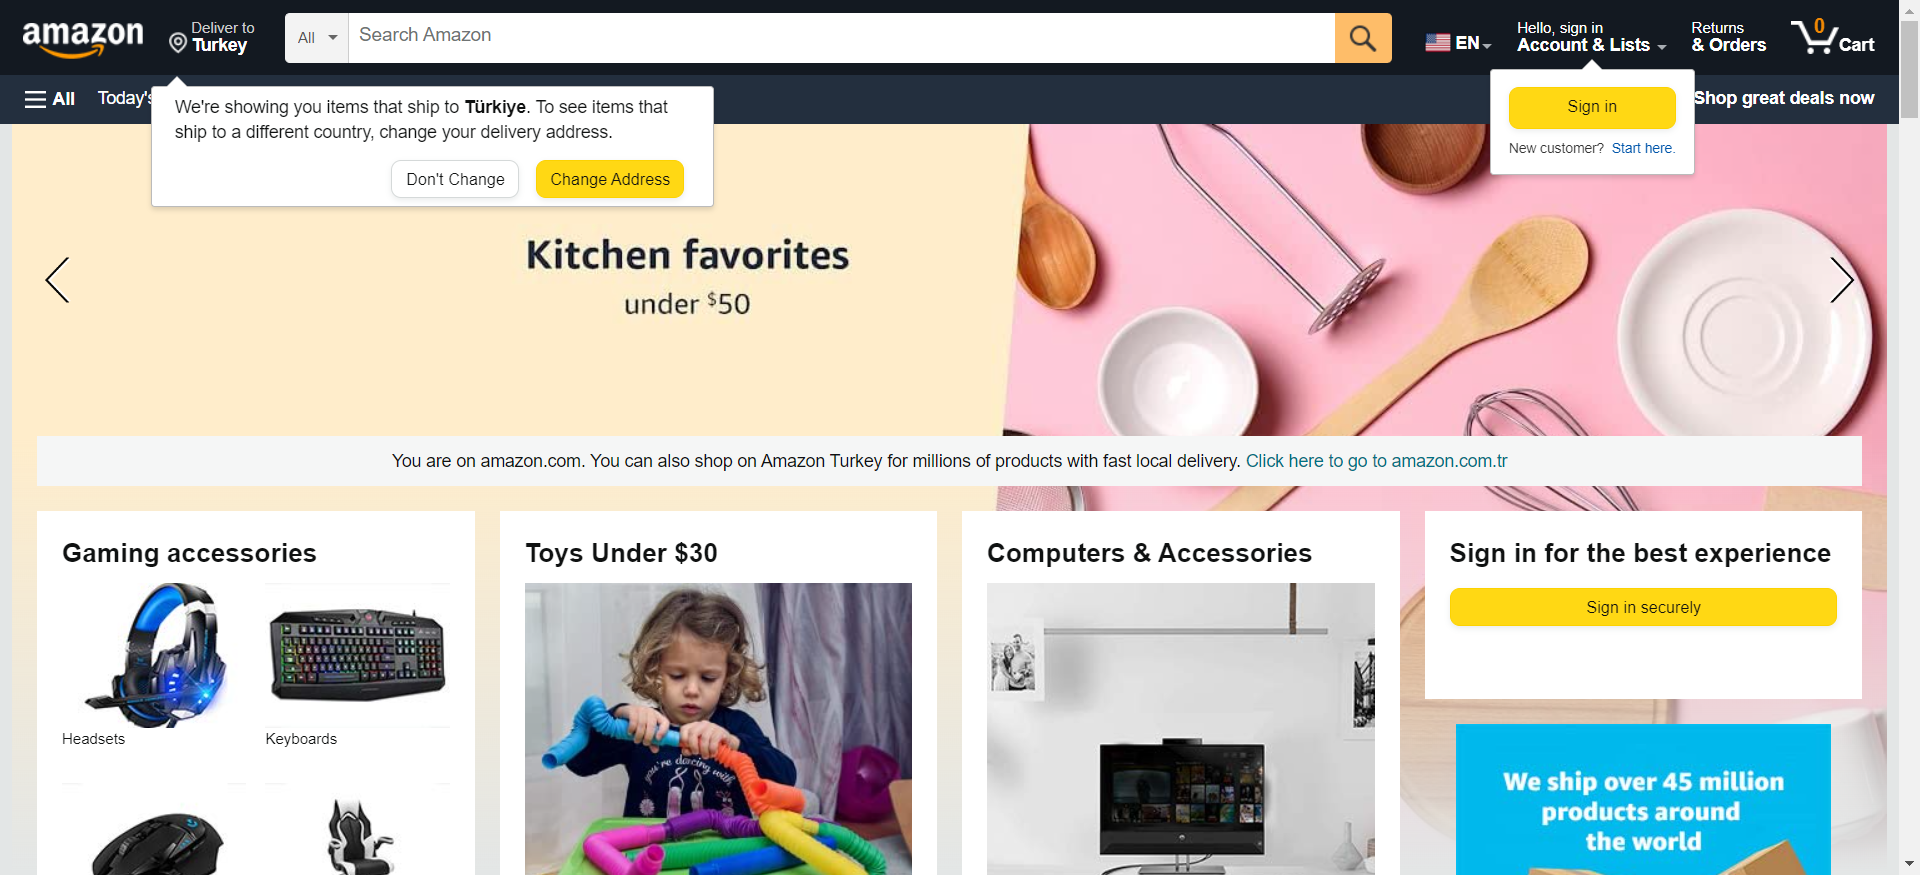 amazon
Deliver to
Turkey
All
Search Amazon
EN
Hello, sign in
Account & Lists
Returns
& Orders
0
Cart
All
Today's
Shop great deals now
We're showing you items that ship to Türkiye. To see items that
ship to a different country, change your delivery address.
Don't Change
Change Address
Sign in
New customer? Start here.
Kitchen favorites
under $50
You are on amazon.com. You can also shop on Amazon Turkey for millions of products with fast local delivery. Click here to go to amazon.com.tr
Gaming accessories
Headsets
Keyboards
Toys Under $30
you're dancing with
Computers & Accessories
Sign in for the best experience
Sign in securely
We ship over 45 million
products around
the world